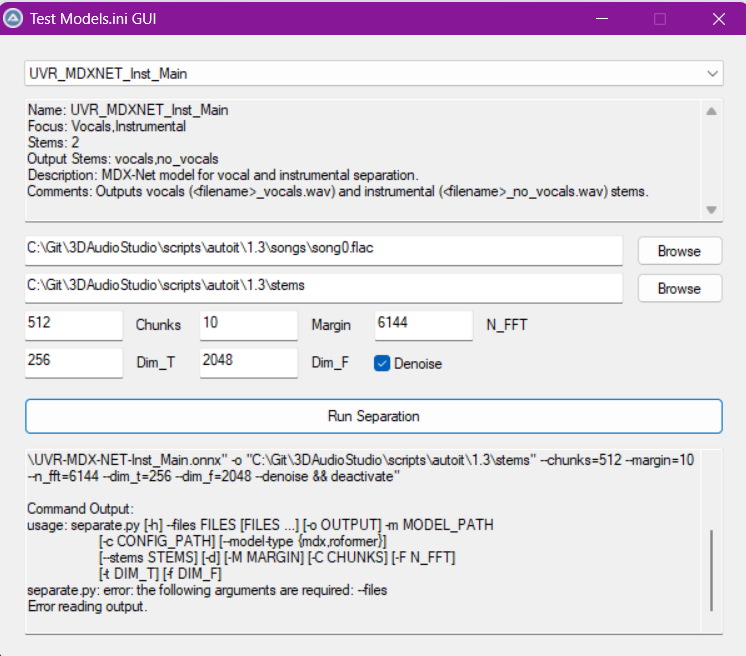 Test Models.ini GUI
UVR_MDXNET_Inst_Main
Name: UVR_MDXNET_Inst_Main
Focus: Vocals,Instrumental
Stems: 2
Output Stems: vocals,no_vocals
Description: MDX-Net model for vocal and instrumental separation.
Comments: Outputs vocals (<filename>_vocals.wav) and instrumental (<filename>_no_vocals.wav) stems.
C:\Git\3DAudioStudio\scripts\autoit\1.3\songs\song0.flac
Browse
C:\Git\3DAudioStudio\scripts\autoit\1.3\stems
Browse
512 Chunks 10 Margin 6144 N_FFT
256 Dim_T 2048 Dim_F Denoise
Run Separation
\UVR-MDX-NET-Inst_Main.onnx" -o "C:\Git\3DAudioStudio\scripts\autoit\1.3\stems" --chunks=512 --margin=10
--n_fft=6144 --dim_t=256 --dim_f=2048 --denoise && deactivate"
Command Output:
usage: separate.py [-h] --files FILES [FILES ...] [-o OUTPUT] -m MODEL_PATH
[-c CONFIG_PATH] [--model-type {mdx,roformer}]
[--stems STEMS] [-d] [-M MARGIN] [-C CHUNKS] [-F N_FFT]
[-t DIM_T] [-f DIM_F]
separate.py: error: the following arguments are required: --files
Error reading output.